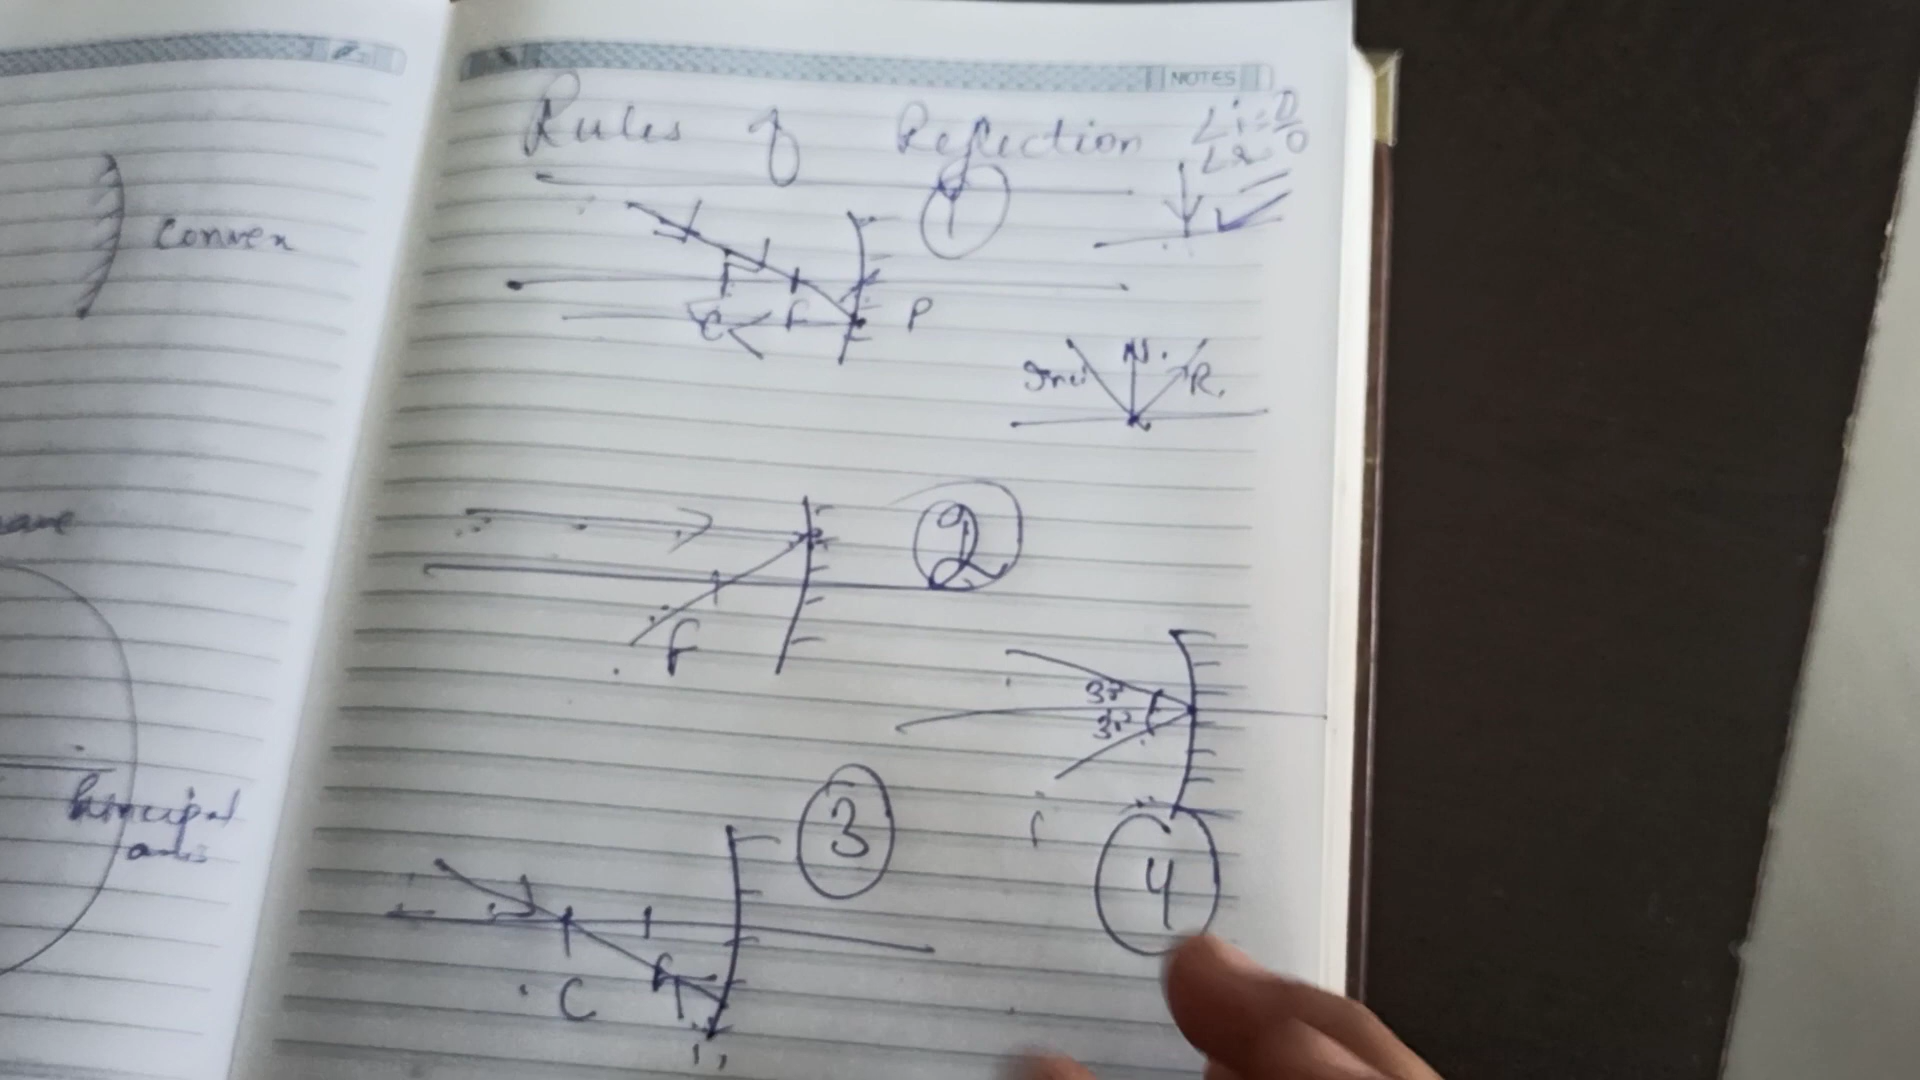 Convex
Principal
axis
NOTES
Rules of Reflection
∠i=0
∠r=0
1
C F P
N.
R.
2
F
3
C
F
4